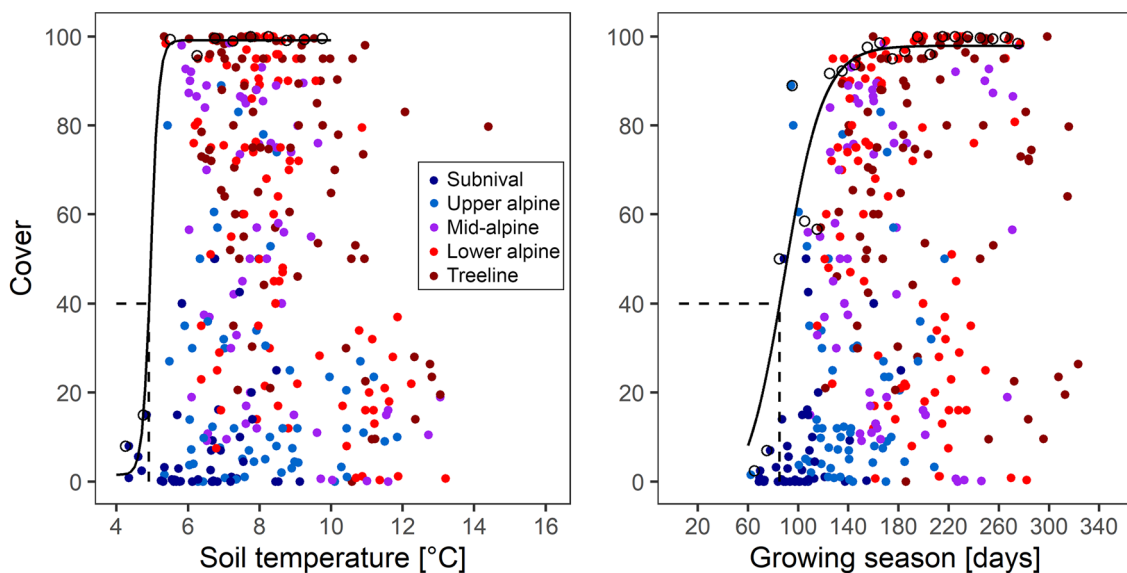 Cover
100
80
60
40
20
0
4 6 8 10 12 14 16
Soil temperature [°C]
Subnival
Upper alpine
Mid-alpine
Lower alpine
Treeline
100
80
60
40
20
0
20 60 100 140 180 220 260 300 340
Growing season [days]